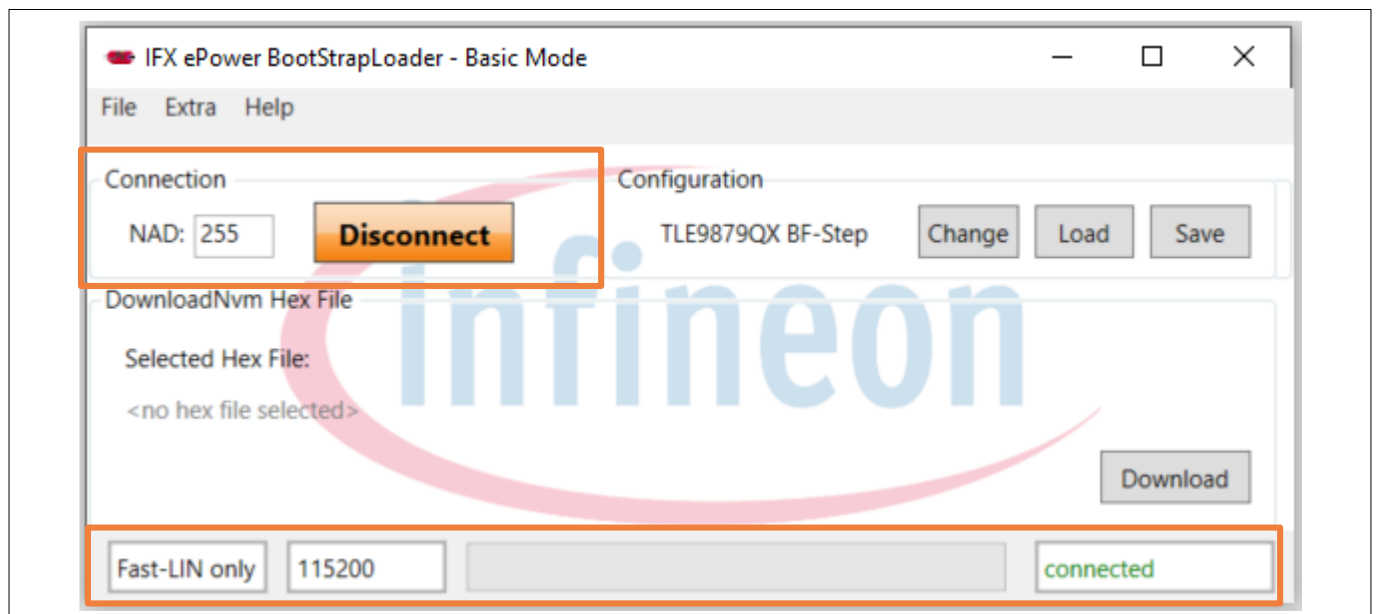 IFX ePower BootStrapLoader - Basic Mode
File Extra Help
Connection
NAD: 255 Disconnect
Configuration
TLE9879QX BF-Step Change Load Save
DownloadNvm Hex File
Selected Hex File:
<no hex file selected>
Download
infineon
Fast-LIN only 115200 connected